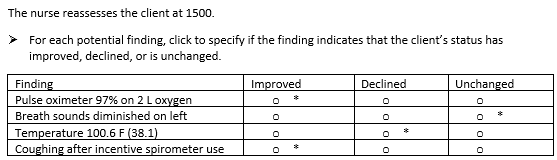 The nurse reassesses the client at 1500.
➤ For each potential finding, click to specify if the finding indicates that the client's status has
improved, declined, or is unchanged.
Finding Improved Declined Unchanged
Pulse oximeter 97% on 2 L oxygen o * o o
Breath sounds diminished on left o o o *
Temperature 100.6 F (38.1) o o * o
Coughing after incentive spirometer use o * o o